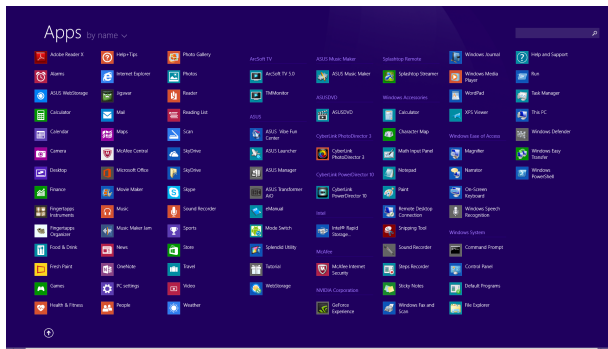 Apps by name
Adobe Reader X
Alarms
ASUS WebStorage
Calculator
Calendar
Camera
Desktop
Finance
Fingertapps
Instruments
Fingertapps
Organizer
Food & Drink
Fresh Paint
Games
Health & Fitness
Help+Tips
Internet Explorer
Jigsaw
Mail
Maps
McAfee Central
Microsoft Office
Movie Maker
Music
Music Maker Jam
News
OneNote
PC settings
People
Photo Gallery
Photos
Reader
Reading List
Scan
SkyDrive
SkyDrive
Skype
Sound Recorder
Sports
Store
Travel
Video
Weather
ArcSoft TV
ArcSoft TV 5.0
TMMonitor
ASUS
ASUS Vibe Fun
Center
ASUS Launcher
ASUS Manager
ASUS Transformer
AiO
eManual
Mode Switch
Splendid Utility
Tutorial
WebStorage
ASUS Music Maker
ASUS Music Maker
ASUSDVD
ASUSDVD
CyberLink PhotoDirector 3
CyberLink
PhotoDirector 3
CyberLink PowerDirector 10
CyberLink
PowerDirector 10
Intel
Intel® Rapid
Storage...
McAfee
McAfee Internet
Security
NVIDIA Corporation
GeForce
Experience
Splashtop Remote
Splashtop Streamer
Windows Accessories
Calculator
Character Map
Math Input Panel
Notepad
Paint
Remote Desktop
Connection
Snipping Tool
Sound Recorder
Steps Recorder
Sticky Notes
Windows Fax and
Scan
Windows Journal
Windows Media
Player
WordPad
XPS Viewer
Windows Ease of Access
Magnifier
Narrator
On-Screen
Keyboard
Windows Speech
Recognition
Windows System
Command Prompt
Control Panel
Default Programs
File Explorer
Help and Support
Run
Task Manager
This PC
Windows Defender
Windows Easy
Transfer
Windows
PowerShell